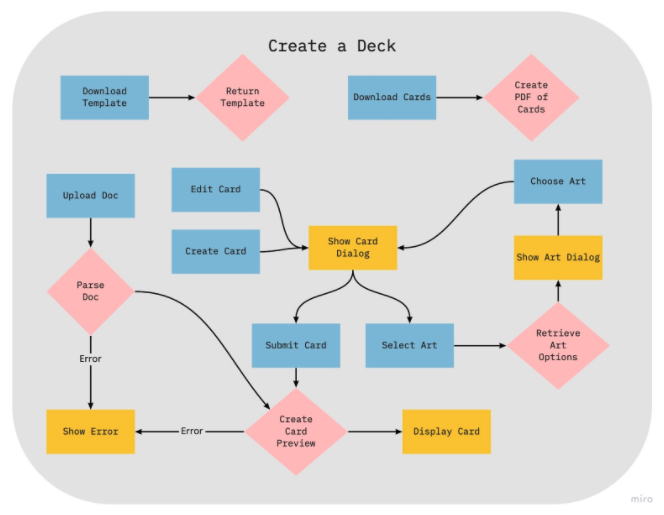 Create a Deck
Download
Template
Return
Template
Download Cards
Create
PDF of
Cards
Upload Doc
Edit Card
Create Card
Show Card
Dialog
Choose Art
Show Art Dialog
Parse
Doc
Error
Submit Card
Select Art
Retrieve
Art
Options
Show Error
Error
Create
Card
Preview
Display Card
miro